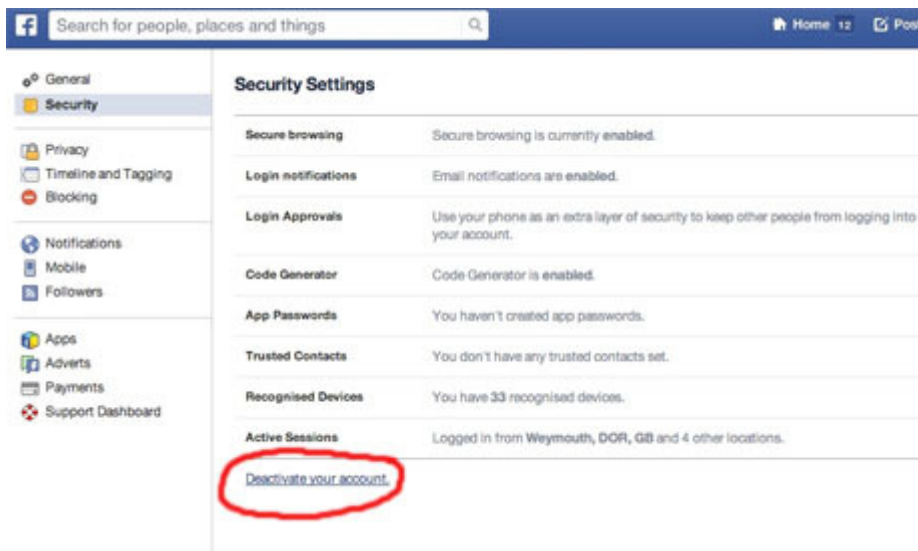 f Search for people, places and things
Home 12
General
Security
Privacy
Timeline and Tagging
Blocking
Notifications
Mobile
Followers
Apps
Adverts
Payments
Support Dashboard
Security Settings
Secure browsing Secure browsing is currently enabled.
Login notifications Email notifications are enabled.
Login Approvals Use your phone as an extra layer of security to keep other people from logging into
your account.
Code Generator Code Generator is enabled.
App Passwords You haven't created app passwords.
Trusted Contacts You don't have any trusted contacts set.
Recognised Devices You have 33 recognised devices.
Active Sessions Logged in from Weymouth, DOR, GB and 4 other locations.
Deactivate your account.